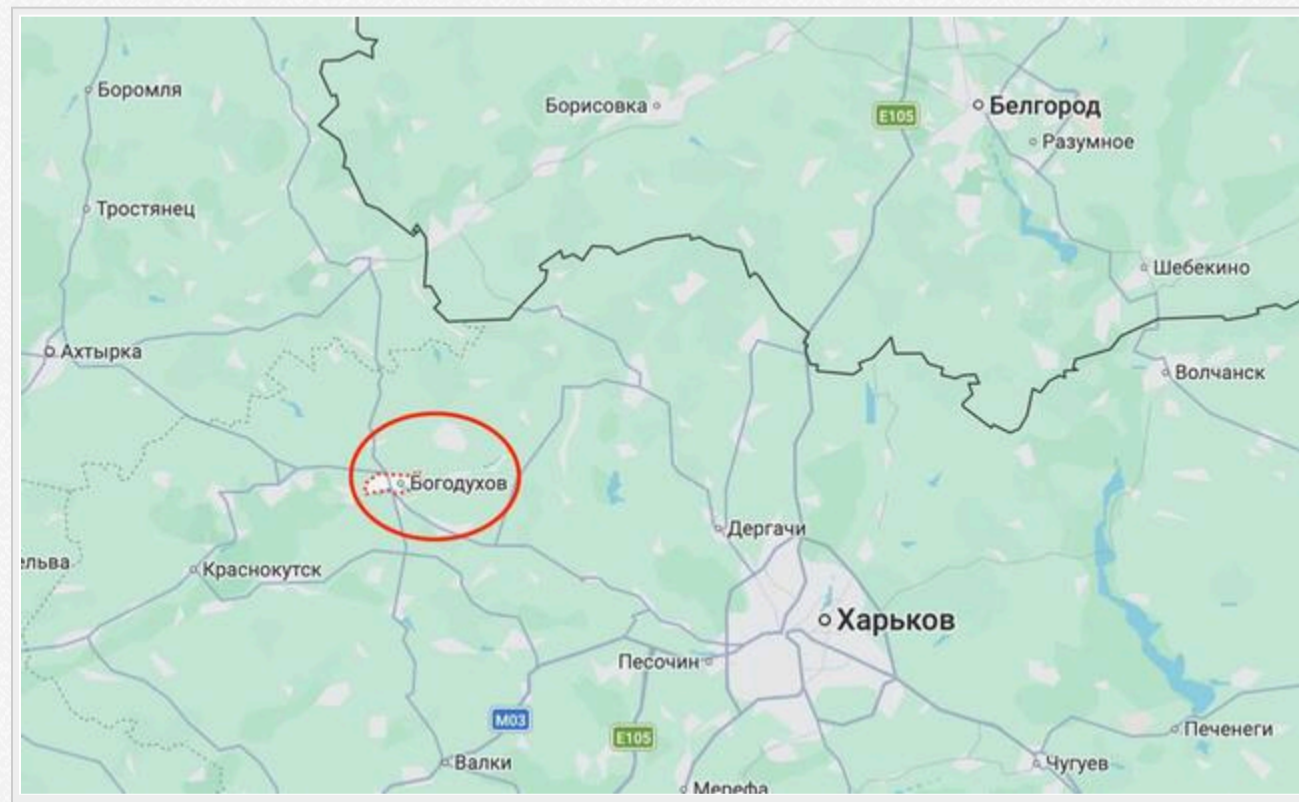 Боромля
Борисовка
E105
Белгород
Разумное
Тростянец
Шебекино
Ахтырка
Волчанск
Богодухов
Дергачи
ельва
Краснокутск
Харьков
Песочин
M03
E105
Печенеги
Валки
Чугуев
Мерефа